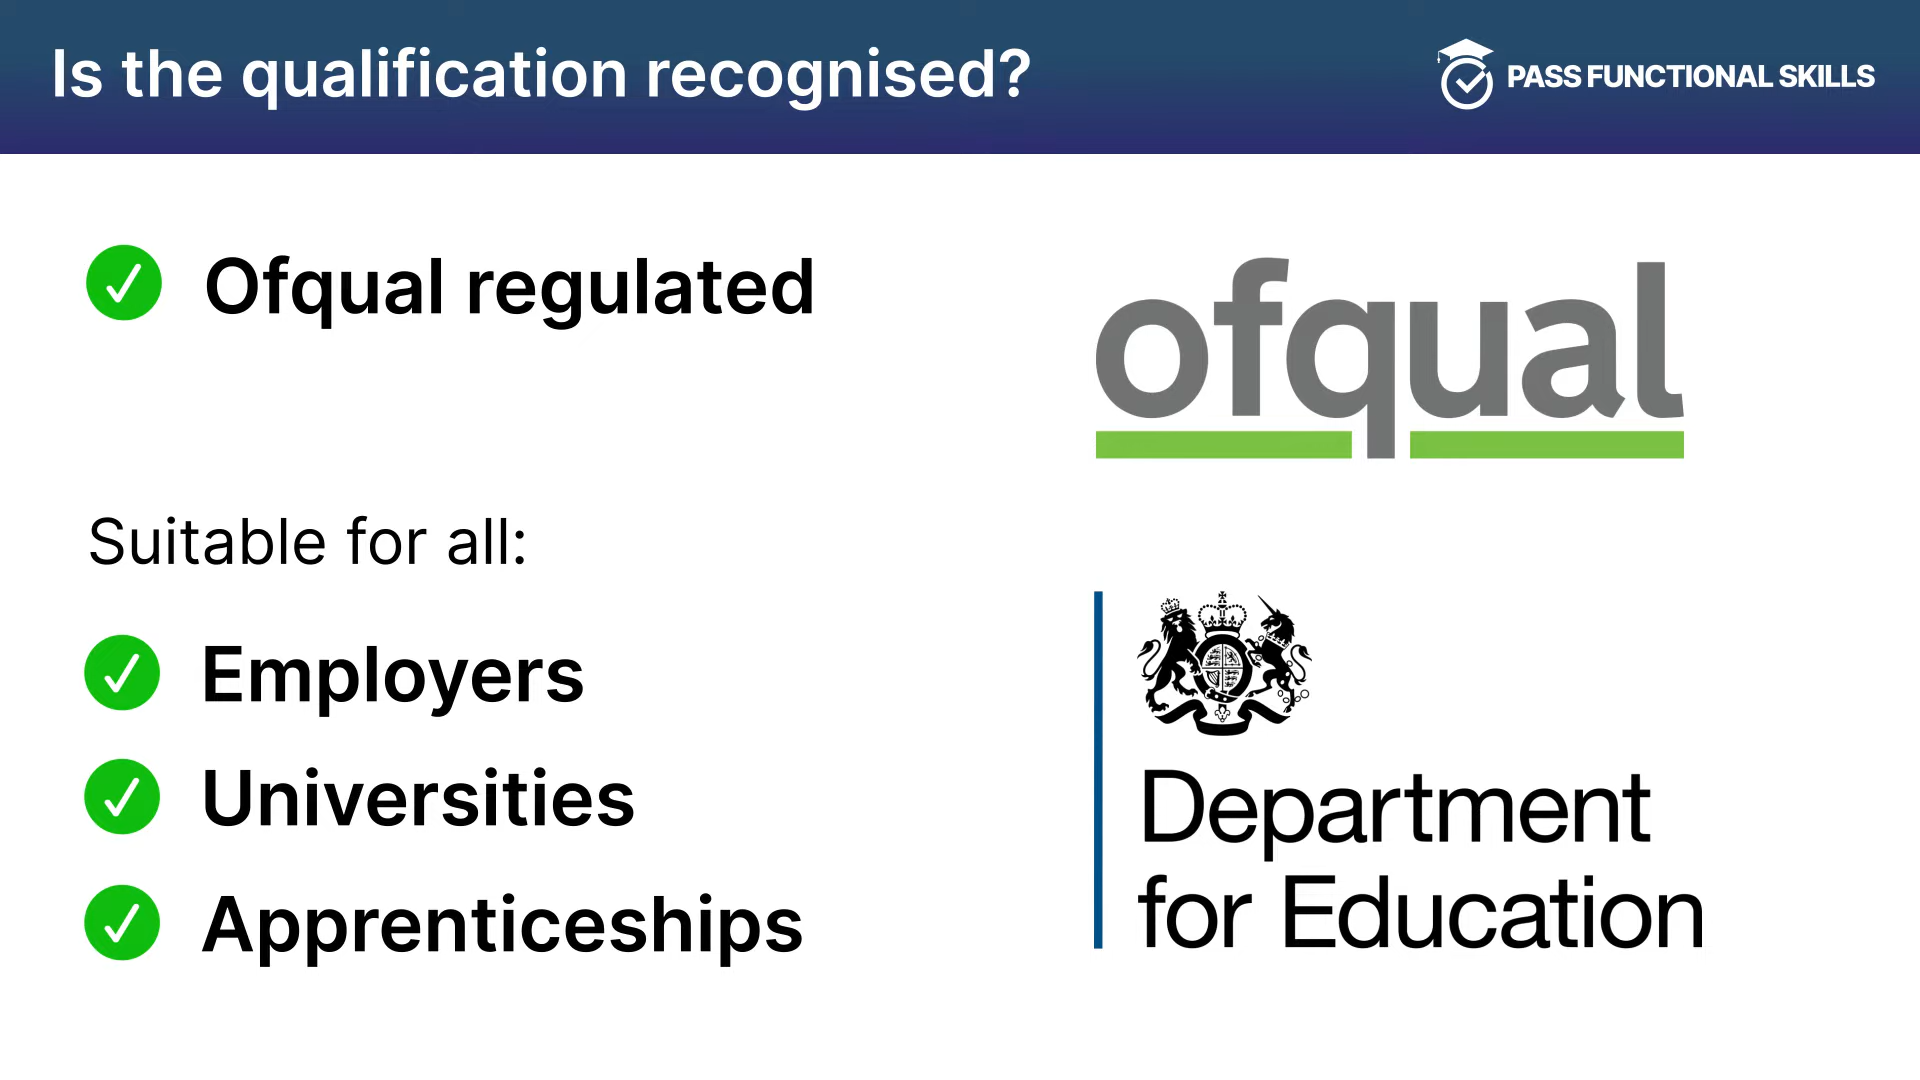 Is the qualification recognised?
PASS FUNCTIONAL SKILLS
Ofqual regulated
ofqual
Suitable for all:
Employers
Universities
Apprenticeships
Department
for Education